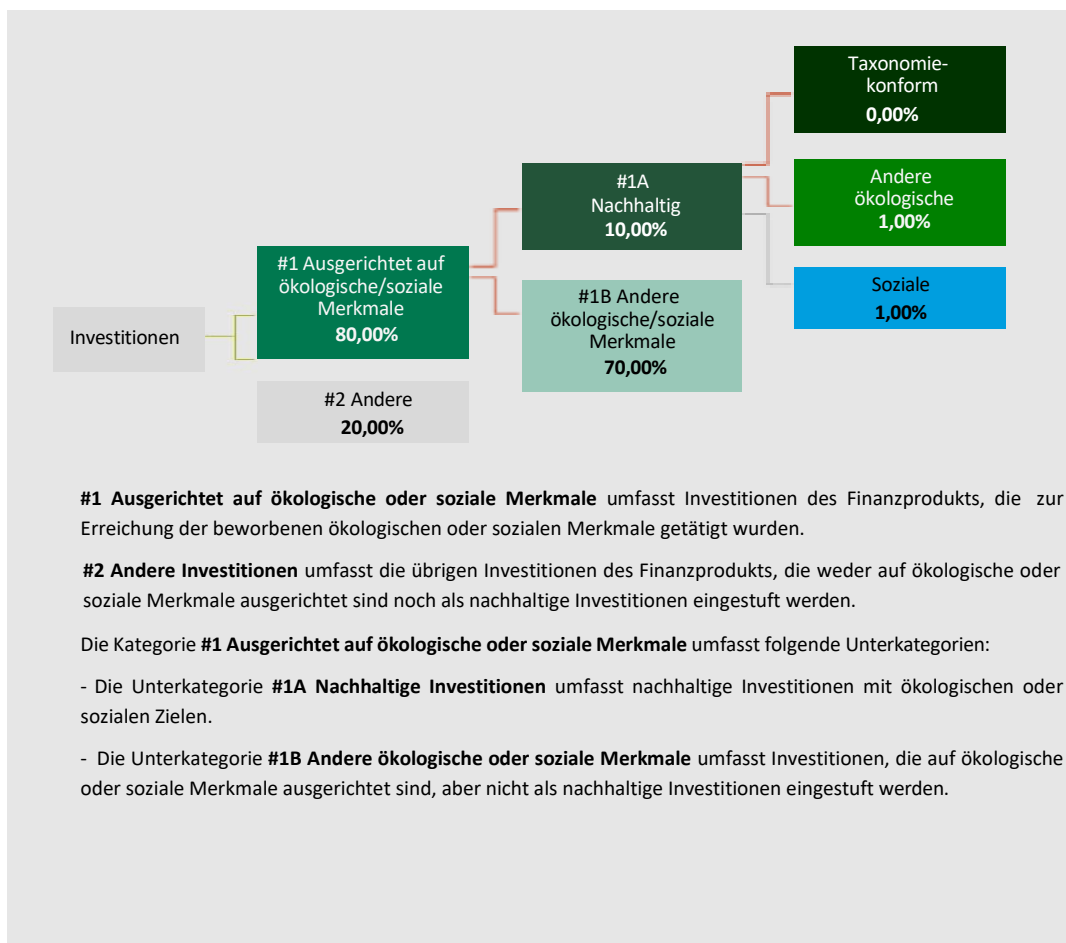 Taxonomie-
konform
0,00%
#1A
Nachhaltig
10,00%
Andere
ökologische
1,00%
#1 Ausgerichtet auf
ökologische/soziale
Merkmale
80,00%
#1B Andere
ökologische/soziale
Merkmale
70,00%
Soziale
1,00%
Investitionen
#2 Andere
20,00%
#1 Ausgerichtet auf ökologische oder soziale Merkmale umfasst Investitionen des Finanzprodukts, die zur
Erreichung der beworbenen ökologischen oder sozialen Merkmale getätigt wurden.
#2 Andere Investitionen umfasst die übrigen Investitionen des Finanzprodukts, die weder auf ökologische oder
soziale Merkmale ausgerichtet sind noch als nachhaltige Investitionen eingestuft werden.
Die Kategorie #1 Ausgerichtet auf ökologische oder soziale Merkmale umfasst folgende Unterkategorien:
- Die Unterkategorie #1A Nachhaltige Investitionen umfasst nachhaltige Investitionen mit ökologischen oder
sozialen Zielen.
- Die Unterkategorie #1B Andere ökologische oder soziale Merkmale umfasst Investitionen, die auf ökologische
oder soziale Merkmale ausgerichtet sind, aber nicht als nachhaltige Investitionen eingestuft werden.